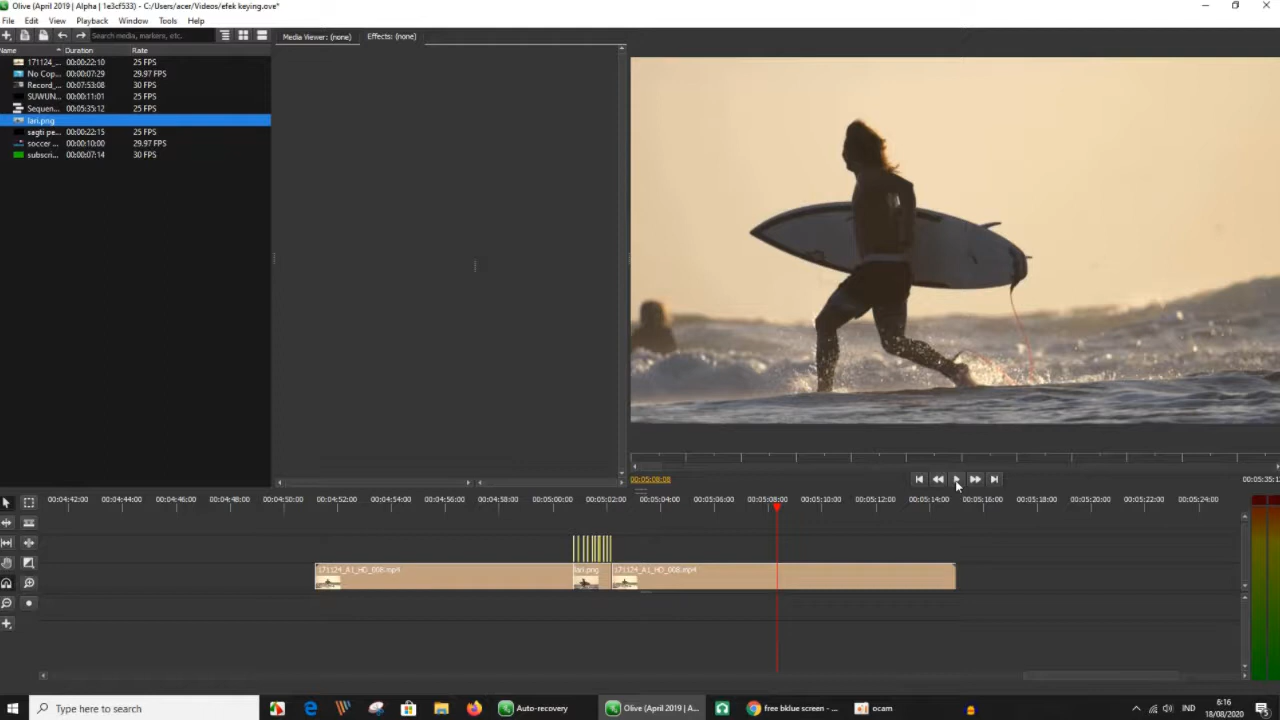 Olive (April 2019 | Alpha | 1e3cf533) - C:/Users/acer/Videos/efek keying.ove*
File Edit View Playback Window Tools Help
Search media, markers, etc.
Media Viewer: (none) Effects: (none)
Name Duration Rate
171124_... 00:00:22:10 25 FPS
No Cop... 00:00:07:29 29.97 FPS
Record_... 00:07:53:08 30 FPS
SUWUN... 00:00:11:01 25 FPS
Sequen... 00:05:35:12 25 FPS
lari.png
sagti pe... 00:00:22:15 25 FPS
soccer ... 00:00:10:00 29.97 FPS
subscri... 00:00:07:14 30 FPS
00:05:08:08 00:05:35:12
00:04:42:00 00:04:44:00 00:04:46:00 00:04:48:00 00:04:50:00 00:04:52:00 00:04:54:00 00:04:56:00 00:04:58:00 00:05:00:00 00:05:02:00 00:05:04:00 00:05:06:00 00:05:08:00 00:05:10:00 00:05:12:00 00:05:14:00 00:05:16:00 00:05:18:00 00:05:20:00 00:05:22:00 00:05:24:00
171124_A1_HD_008.mp4 lari.png 171124_A1_HD_008.mp4
Type here to search
Auto-recovery
Olive (April 2019 | A...
free bklue screen - ...
ocam
IND
6:16
18/08/2020
5